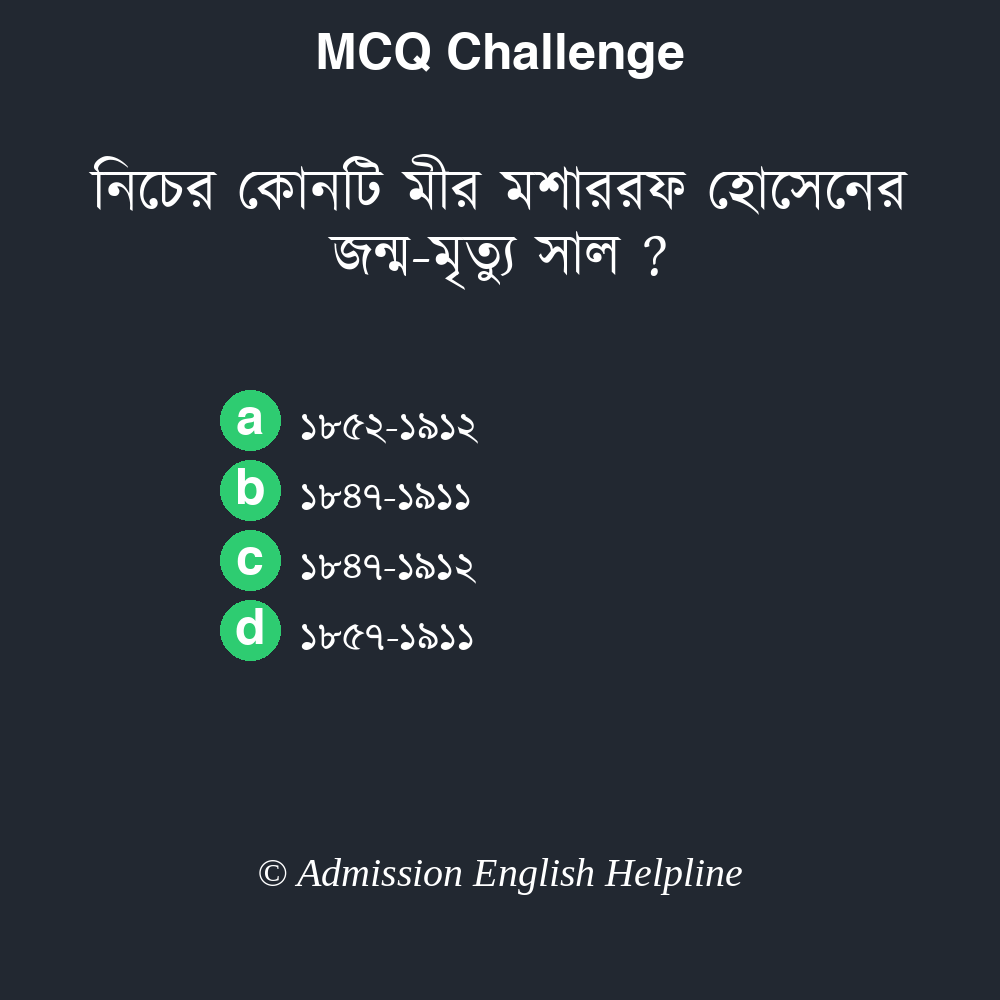 MCQ Challenge
নিচের কোনটি মীর মশাররফ হোসেনের
জন্ম-মৃত্যু সাল ?
a ১৮৫২-১৯১২
b ১৮৪৭-১৯১১
c ১৮৪৭-১৯১২
d ১৮৫৭-১৯১১
© Admission English Helpline